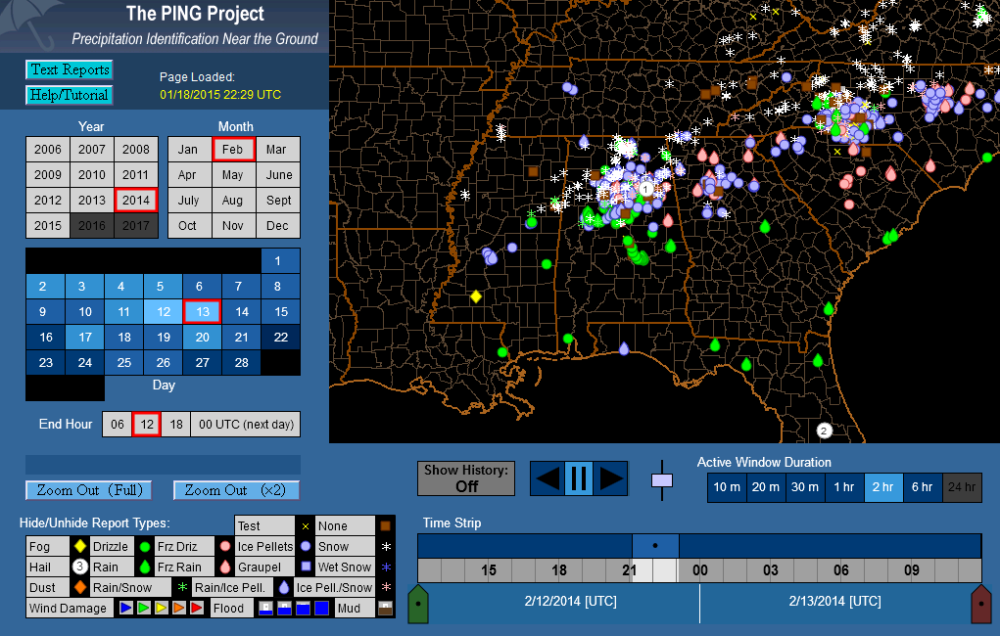 The PING Project
Precipitation Identification Near the Ground
Text Reports
Help/Tutorial
Page Loaded:
01/18/2015 22:29 UTC
Year
2006 2007 2008
2009 2010 2011
2012 2013 2014
2015 2016 2017
Month
Jan Feb Mar
Apr May June
July Aug Sept
Oct Nov Dec
1
2 3 4 5 6 7 8
9 10 11 12 13 14 15
16 17 18 19 20 21 22
23 24 25 26 27 28
Day
End Hour 06 12 18 00 UTC (next day)
Zoom Out (Full) Zoom Out (×2)
Hide/Unhide Report Types:
Test None
Fog Drizzle Frz Driz Ice Pellets Snow
Hail 3 Rain Frz Rain Graupel Wet Snow
Dust Rain/Snow Rain/Ice Pell. Ice Pell./Snow
Wind Damage Flood Mud
1
2
Show History:
Off
Active Window Duration
10 m 20 m 30 m 1 hr 2 hr 6 hr 24 hr
Time Strip
15 18 21 00 03 06 09
2/12/2014 [UTC] 2/13/2014 [UTC]